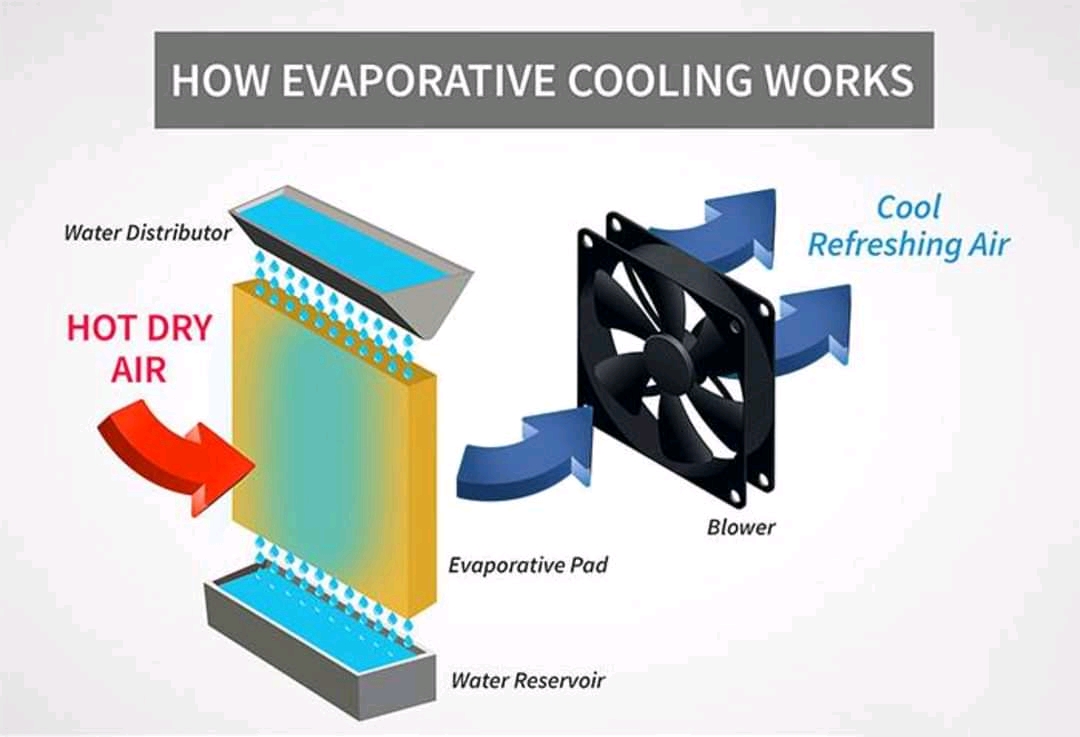 HOW EVAPORATIVE COOLING WORKS
Water Distributor
Cool
Refreshing Air
HOT DRY
AIR
Blower
Evaporative Pad
Water Reservoir